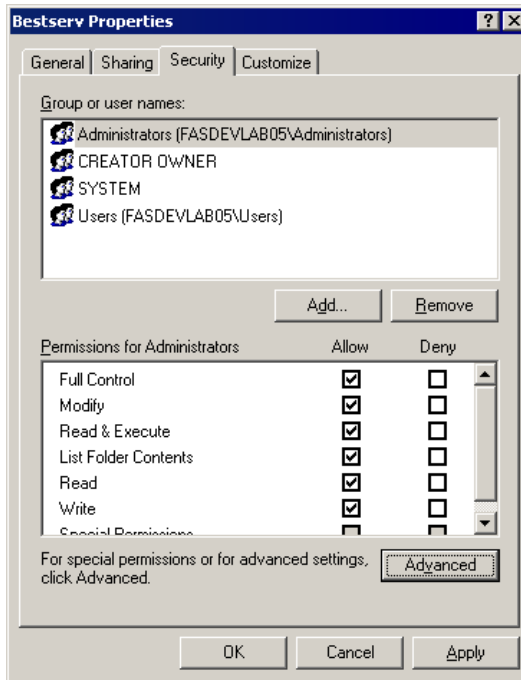 Bestserv Properties
General Sharing Security Customize
Group or user names:
Administrators (FASDEVLAB05\Administrators)
CREATOR OWNER
SYSTEM
Users (FASDEVLAB05\Users)
Add... Remove
Permissions for Administrators Allow Deny
Full Control
Modify
Read & Execute
List Folder Contents
Read
Write
Special Permissions
For special permissions or for advanced settings, Advanced
click Advanced.
OK Cancel Apply